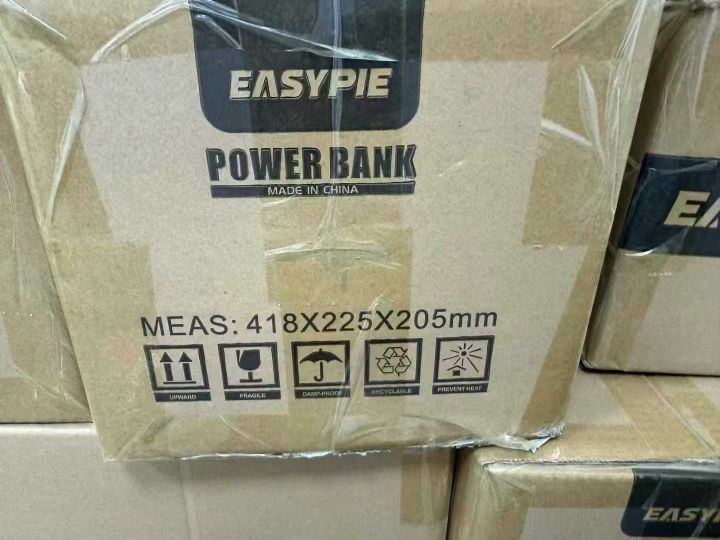 EASYPIE
POWER BANK
MADE IN CHINA
MEAS: 418X225X205mm
UPWARD
FRAGILE
DAMP-PROOF
RECYCLABLE
PREVENT HEAT